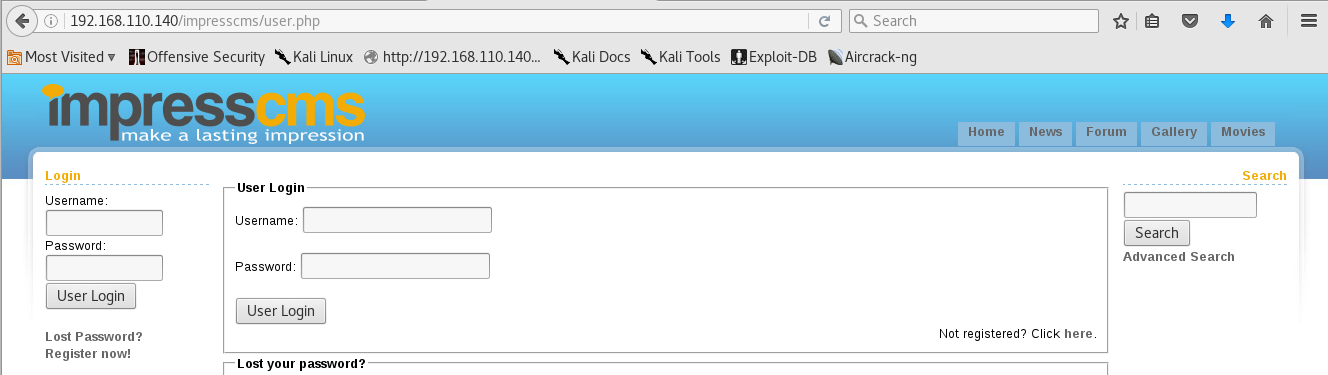 192.168.110.140/impresscms/user.php
Search
Most Visited
Offensive Security
Kali Linux
http://192.168.110.140...
Kali Docs
Kali Tools
Exploit-DB
Aircrack-ng
impresscms
make a lasting impression
Home
News
Forum
Gallery
Movies
Login
Username:
Password:
User Login
Lost Password?
Register now!
User Login
Username:
Password:
User Login
Not registered? Click here.
Lost your password?
Search
Search
Advanced Search